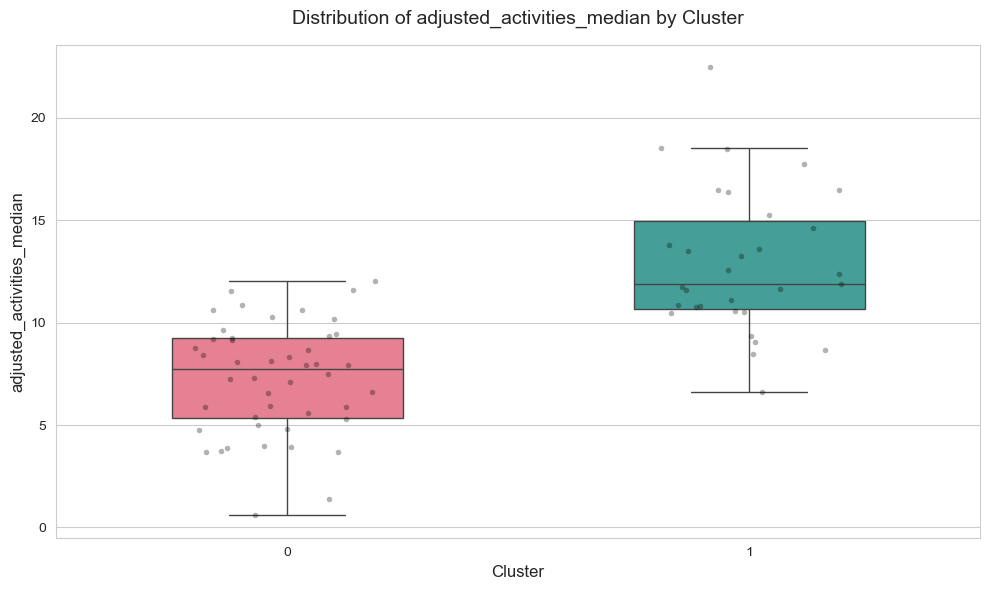 Distribution of adjusted_activities_median by Cluster
adjusted_activities_median
20
15
10
5
0
0
1
Cluster